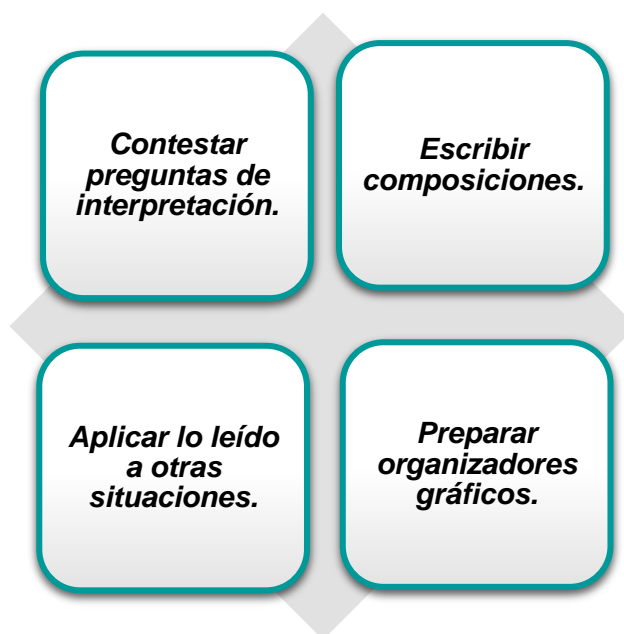 Contestar
preguntas de
interpretación.
Escribir
composiciones.
Aplicar lo leído
a otras
situaciones.
Preparar
organizadores
gráficos.